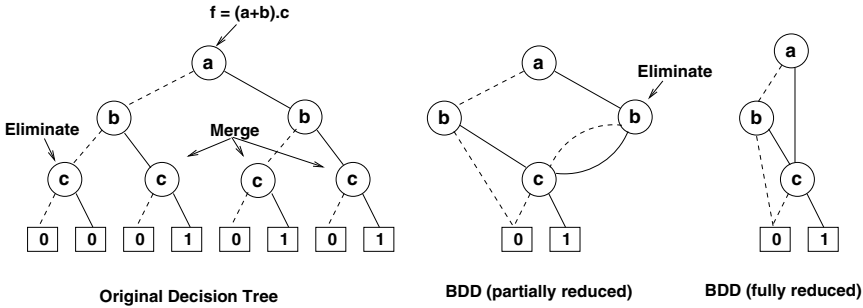 f = (a+b).c
a
b
b
Eliminate
Merge
c
c
c
c
0
0
0
1
0
1
0
1
Original Decision Tree
a
Eliminate
b
b
c
0
1
BDD (partially reduced)
a
b
c
0
1
BDD (fully reduced)